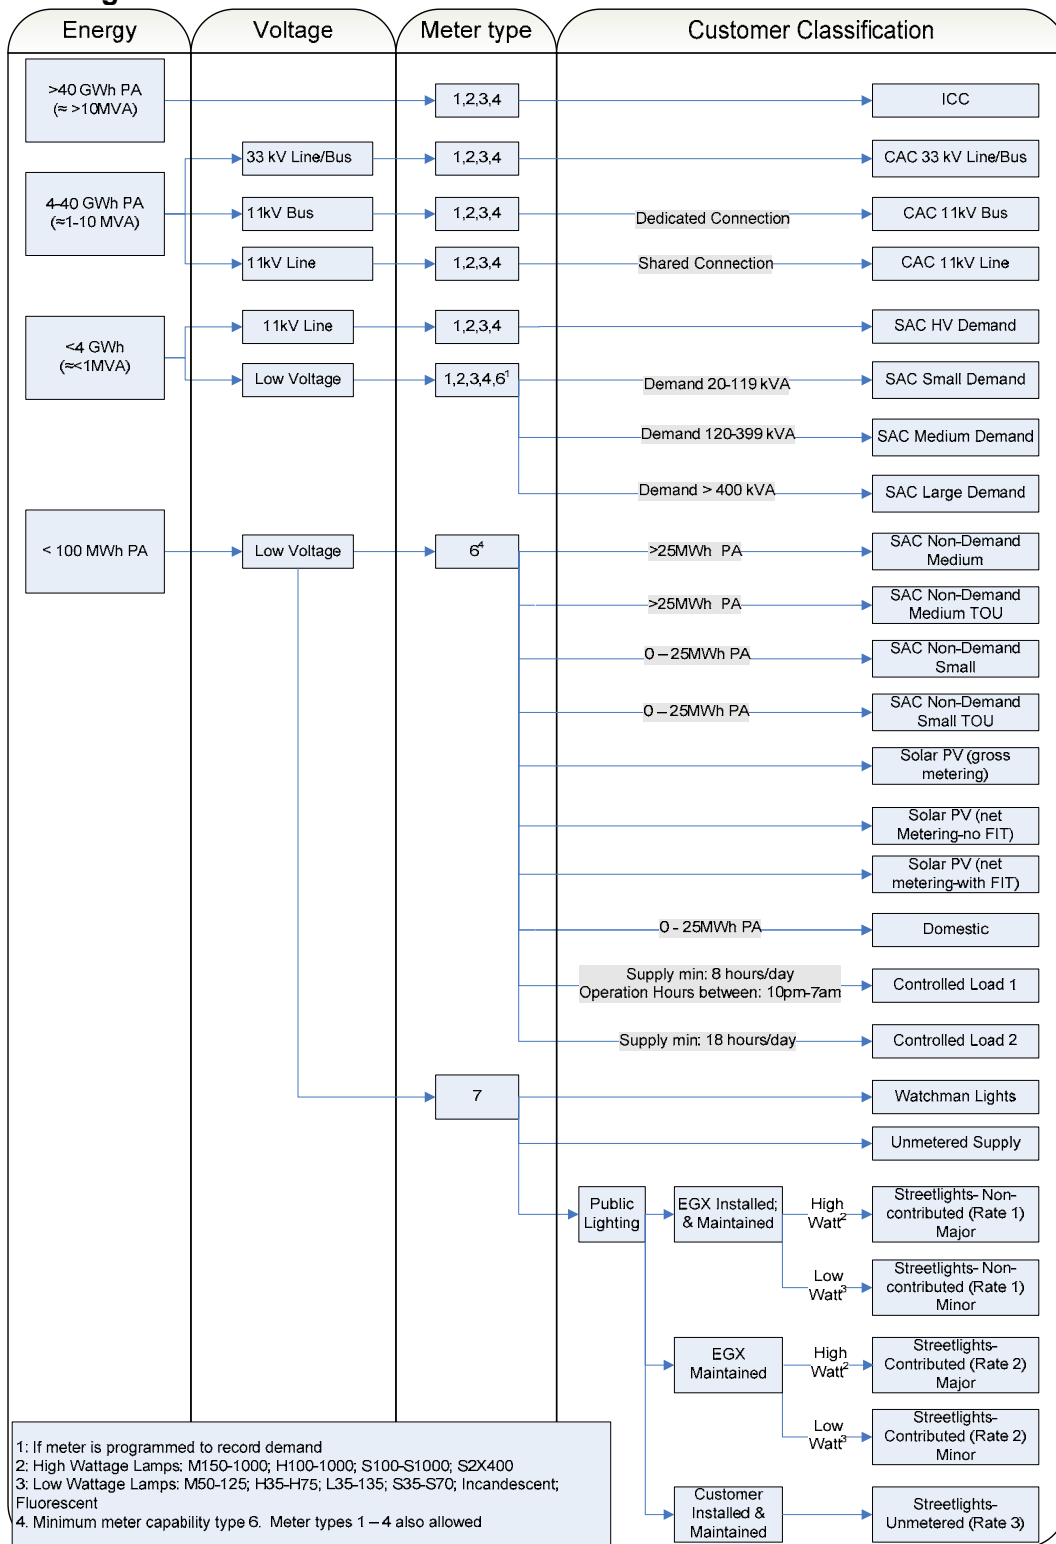 Energy
Voltage
Meter type
Customer Classification
>40 GWh PA
(≈ >10MVA)
1,2,3,4
ICC
4-40 GWh PA
(≈1-10 MVA)
33 kV Line/Bus
1,2,3,4
CAC 33 kV Line/Bus
11kV Bus
1,2,3,4
Dedicated Connection
CAC 11kV Bus
11kV Line
1,2,3,4
Shared Connection
CAC 11kV Line
<4 GWh
(≈<1MVA)
11kV Line
1,2,3,4
SAC HV Demand
Low Voltage
1,2,3,4,6¹
Demand 20-119 kVA
SAC Small Demand
Demand 120-399 kVA
SAC Medium Demand
Demand > 400 kVA
SAC Large Demand
< 100 MWh PA
Low Voltage
6⁴
>25MWh PA
SAC Non-Demand
Medium
>25MWh PA
SAC Non-Demand
Medium TOU
0 – 25MWh PA
SAC Non-Demand
Small
0 – 25MWh PA
SAC Non-Demand
Small TOU
Solar PV (gross
metering)
Solar PV (net
Metering-no FIT)
Solar PV (net
metering-with FIT)
0 - 25MWh PA
Domestic
Supply min: 8 hours/day
Operation Hours between: 10pm-7am
Controlled Load 1
Supply min: 18 hours/day
Controlled Load 2
7
Watchman Lights
Unmetered Supply
Public
Lighting
EGX Installed;
& Maintained
High
Watt²
Streetlights- Non-
contributed (Rate 1)
Major
Low
Watt³
Streetlights- Non-
contributed (Rate 1)
Minor
EGX
Maintained
High
Watt²
Streetlights-
Contributed (Rate 2)
Major
Low
Watt³
Streetlights-
Contributed (Rate 2)
Minor
Customer
Installed &
Maintained
Streetlights-
Unmetered (Rate 3)
1: If meter is programmed to record demand
2: High Wattage Lamps: M150-1000; H100-1000; S100-S1000; S2X400
3: Low Wattage Lamps: M50-125; H35-H75; L35-135; S35-S70; Incandescent;
Fluorescent
4. Minimum meter capability type 6. Meter types 1 – 4 also allowed